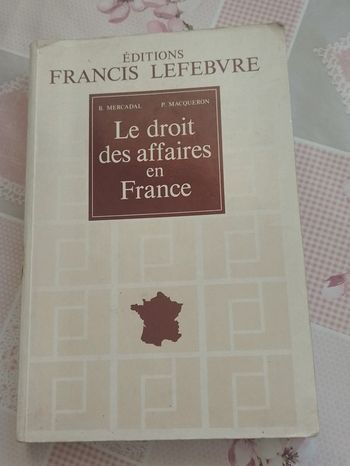 ÉDITIONS
FRANCIS LEFEBVRE
B. MERCADAL P. MACQUERON
Le droit
des affaires
en
France